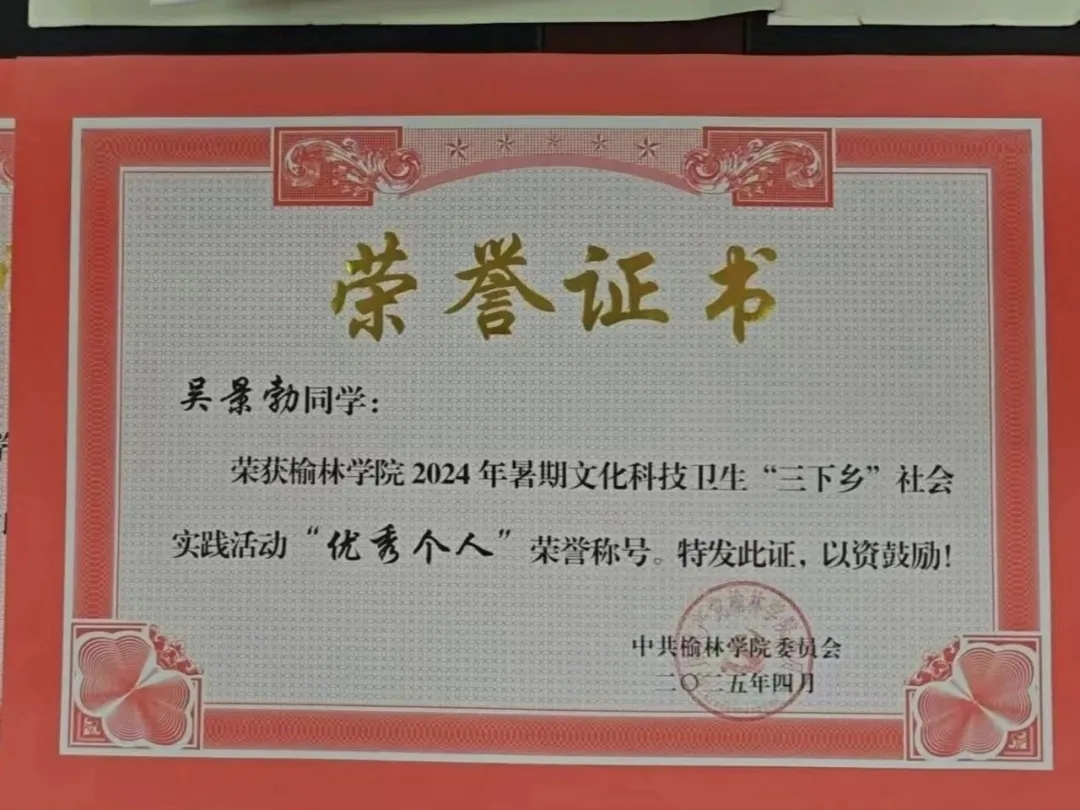 荣誉证书
吴景勃同学：
荣获榆林学院2024年暑期文化科技卫生“三下乡”社会
实践活动“优秀个人”荣誉称号。特发此证，以资鼓励！
中共榆林学院委员会
二〇二五年四月